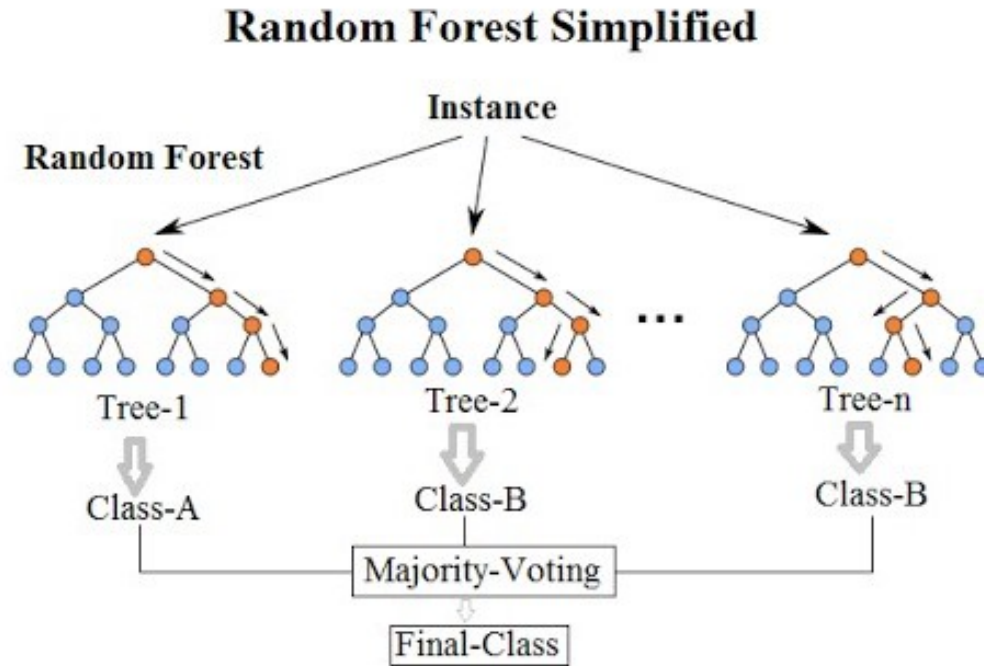 Random Forest Simplified
Instance
Random Forest
...
Tree-1
Tree-2
Tree-n
Class-A
Class-B
Class-B
Majority-Voting
Final-Class